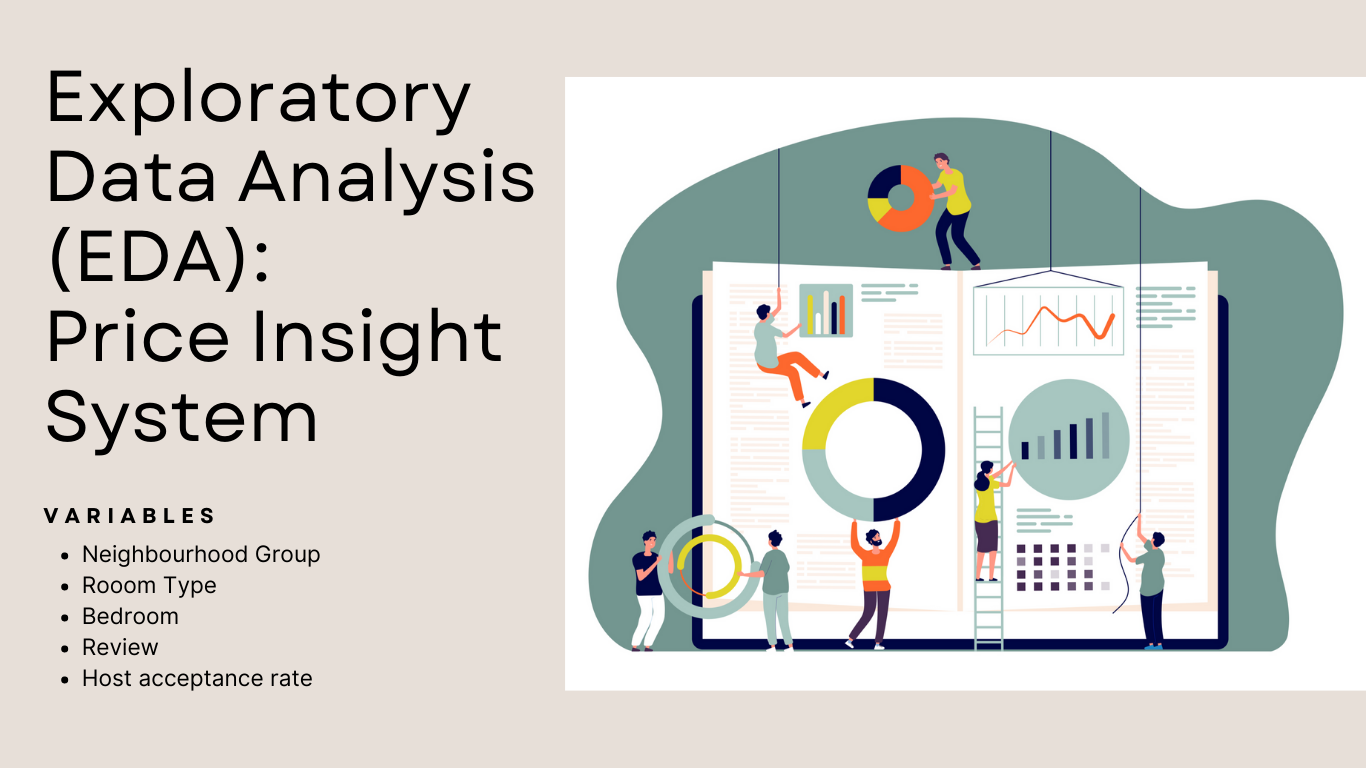 Exploratory
Data Analysis
(EDA):
Price Insight
System
VARIABLES
• Neighbourhood Group
• Rooom Type
• Bedroom
• Review
• Host acceptance rate